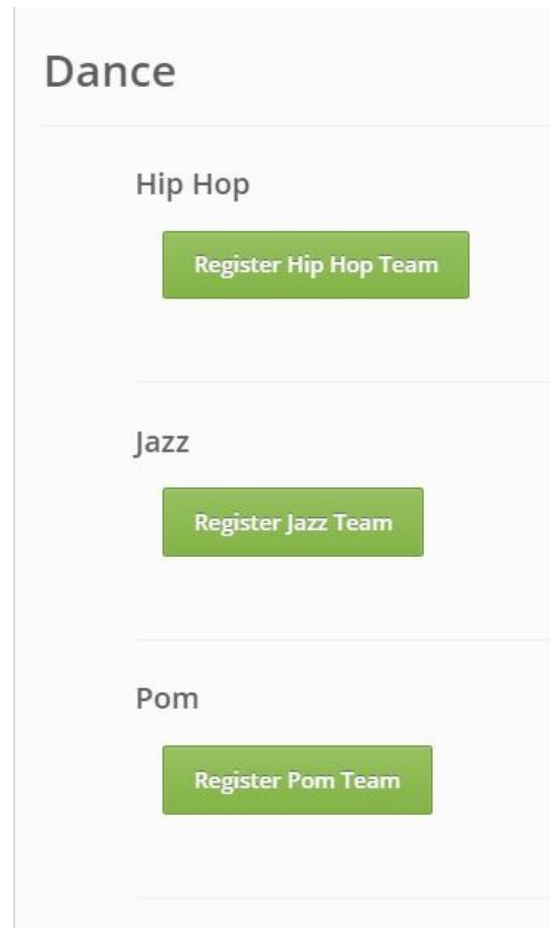 Dance
Hip Hop
Register Hip Hop Team
Jazz
Register Jazz Team
Pom
Register Pom Team